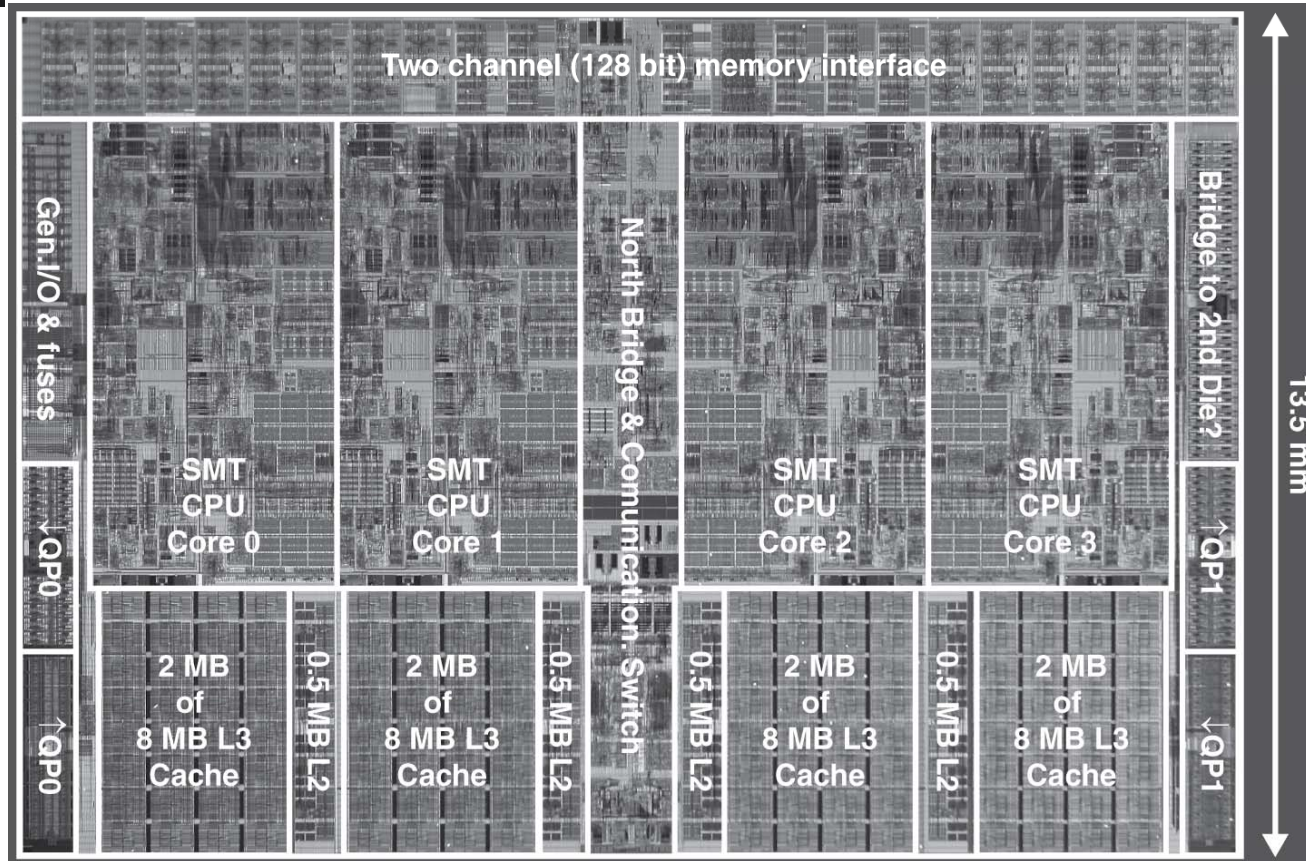 Two channel (128 bit) memory interface
Gen.I/O & fuses
SMT
CPU
Core 0
SMT
CPU
Core 1
North Bridge & Comunication. Switch
SMT
CPU
Core 2
SMT
CPU
Core 3
Bridge to 2nd Die?
13.5 mm
↓QP0
↑QP1
↑QP0
2 MB
of
8 MB L3
Cache
0.5 MB L2
2 MB
of
8 MB L3
Cache
0.5 MB L2
0.5 MB L2
2 MB
of
8 MB L3
Cache
0.5 MB L2
2 MB
of
8 MB L3
Cache
↓QP1